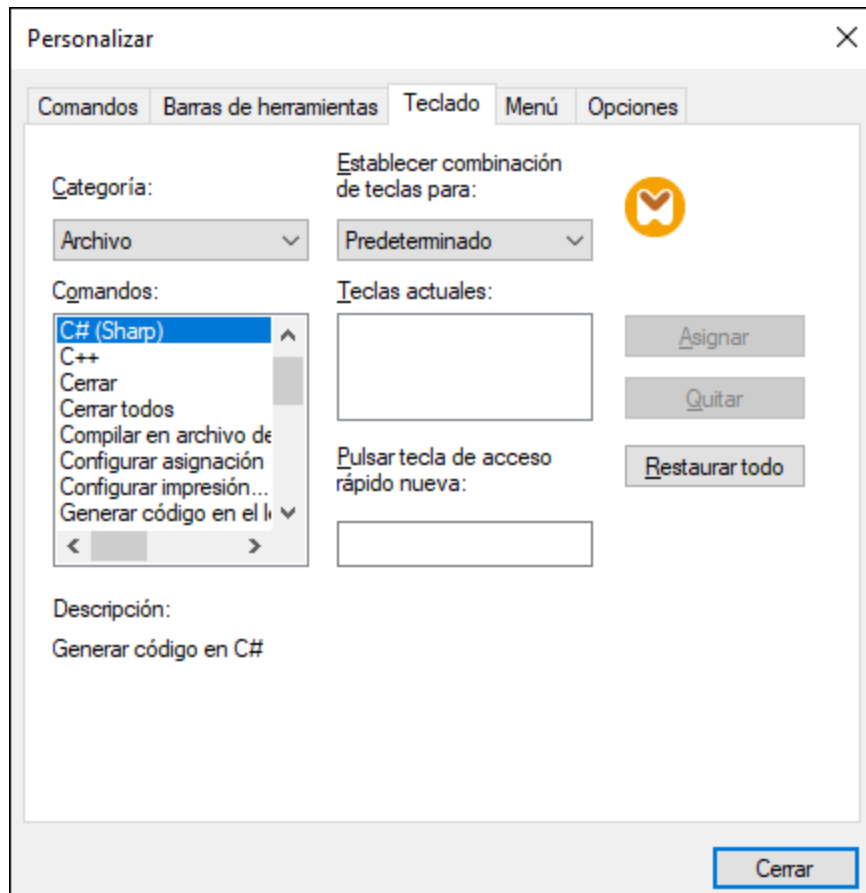 Personalizar
Comandos
Barras de herramientas
Teclado
Menú
Opciones
Categoría:
Establecer combinación
de teclas para:
Archivo
Predeterminado
Comandos:
Teclas actuales:
C# (Sharp)
C++
Cerrar
Cerrar todos
Compilar en archivo de
Configurar asignación
Configurar impresión...
Generar código en el
Asignar
Quitar
Pulsar tecla de acceso
rápido nueva:
Restaurar todo
Descripción:
Generar código en C#
Cerrar